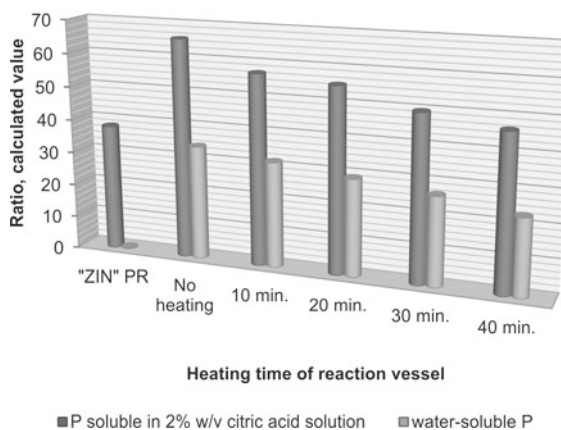 Ratio, calculated value
70
60
50
40
30
20
10
0
"ZIN" PR
No
heating
10 min.
20 min.
30 min.
40 min.
Heating time of reaction vessel
P soluble in 2% w/v citric acid solution
water-soluble P